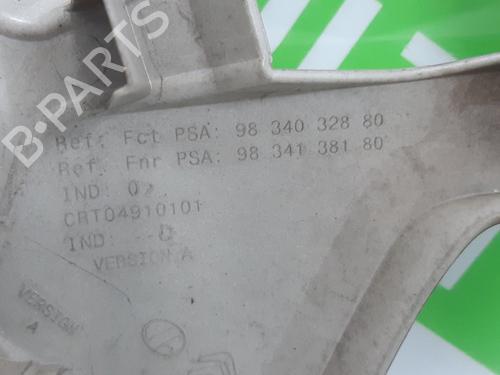 B-PARTS
Ref: Fct PSA: 98 340 328 80
Ref. Fnr PSA: 98 341 381 80
IND: 0
CRT04910101
IND:
VERSION A
VERSION
A